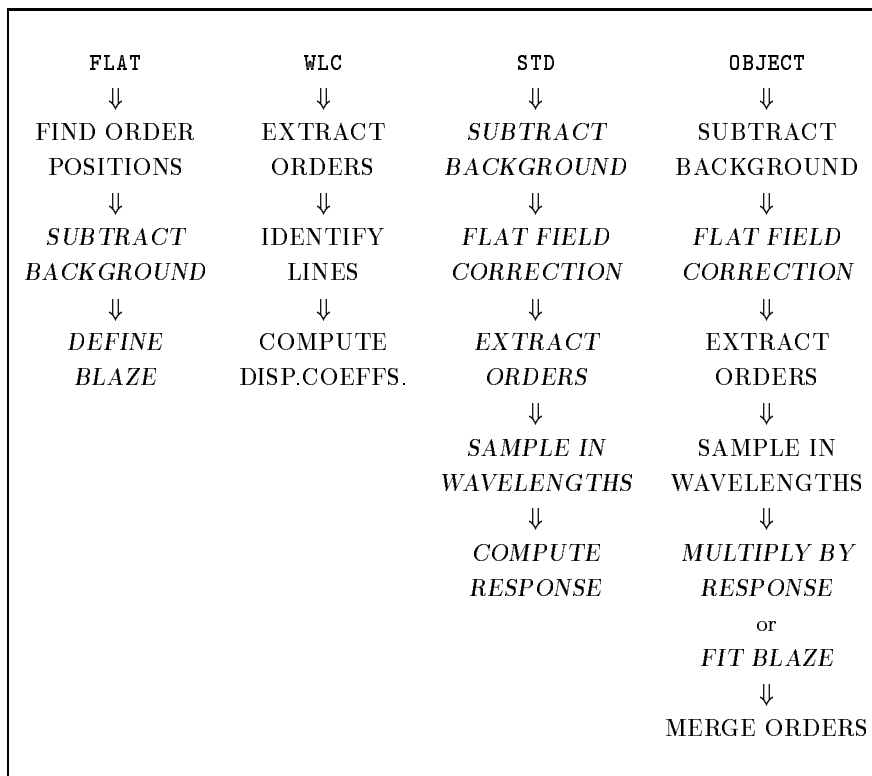 FLAT WLC STD OBJECT
⇓ ⇓ ⇓ ⇓
FIND ORDER EXTRACT SUBTRACT SUBTRACT
POSITIONS ORDERS BACKGROUND BACKGROUND
⇓ ⇓ ⇓ ⇓
SUBTRACT IDENTIFY FLAT FIELD FLAT FIELD
BACKGROUND LINES CORRECTION CORRECTION
⇓ ⇓ ⇓ ⇓
DEFINE COMPUTE EXTRACT EXTRACT
BLAZE DISP.COEFFS. ORDERS ORDERS
⇓ ⇓
SAMPLE IN SAMPLE IN
WAVELENGTHS WAVELENGTHS
⇓ ⇓
COMPUTE MULTIPLY BY
RESPONSE RESPONSE
or
FIT BLAZE
⇓
MERGE ORDERS